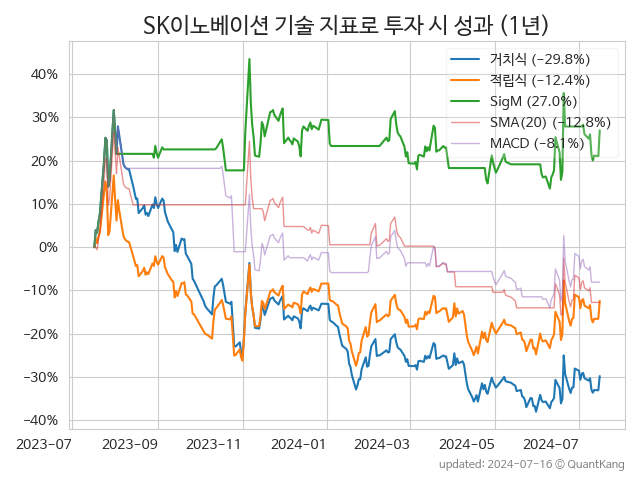 SK이노베이션 기술 지표로 투자 시 성과 (1년)
거치식 (−29.8%)
적립식 (−12.4%)
SigM (27.0%)
SMA(20) (−12.8%)
MACD (−8.1%)
40%
30%
20%
10%
0%
−10%
−20%
−30%
−40%
2023-07
2023-09
2023-11
2024-01
2024-03
2024-05
2024-07
updated: 2024-07-16 © QuantKang